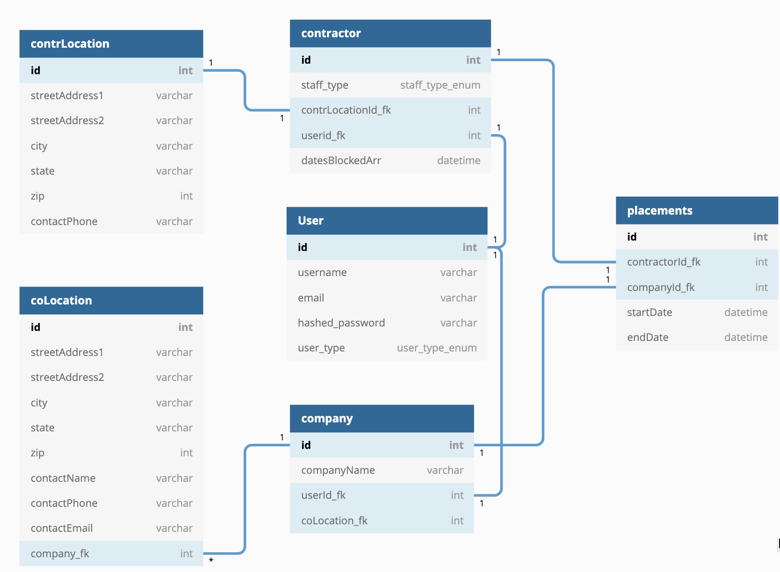 contrLocation
id int
streetAddress1 varchar
streetAddress2 varchar
city varchar
state varchar
zip int
contactPhone varchar
1
1
contractor
id int
staff_type staff_type_enum
contrLocationId_fk int
userid_fk int
datesBlockedArr datetime
1
1
User
id int
username varchar
email varchar
hashed_password varchar
user_type user_type_enum
1
1
placements
id int
contractorId_fk int
companyId_fk int
startDate datetime
endDate datetime
1
1
coLocation
id int
streetAddress1 varchar
streetAddress2 varchar
city varchar
state varchar
zip int
contactName varchar
contactPhone varchar
contactEmail varchar
company_fk int
*
1
company
id int
companyName varchar
userId_fk int
coLocation_fk int
1
1